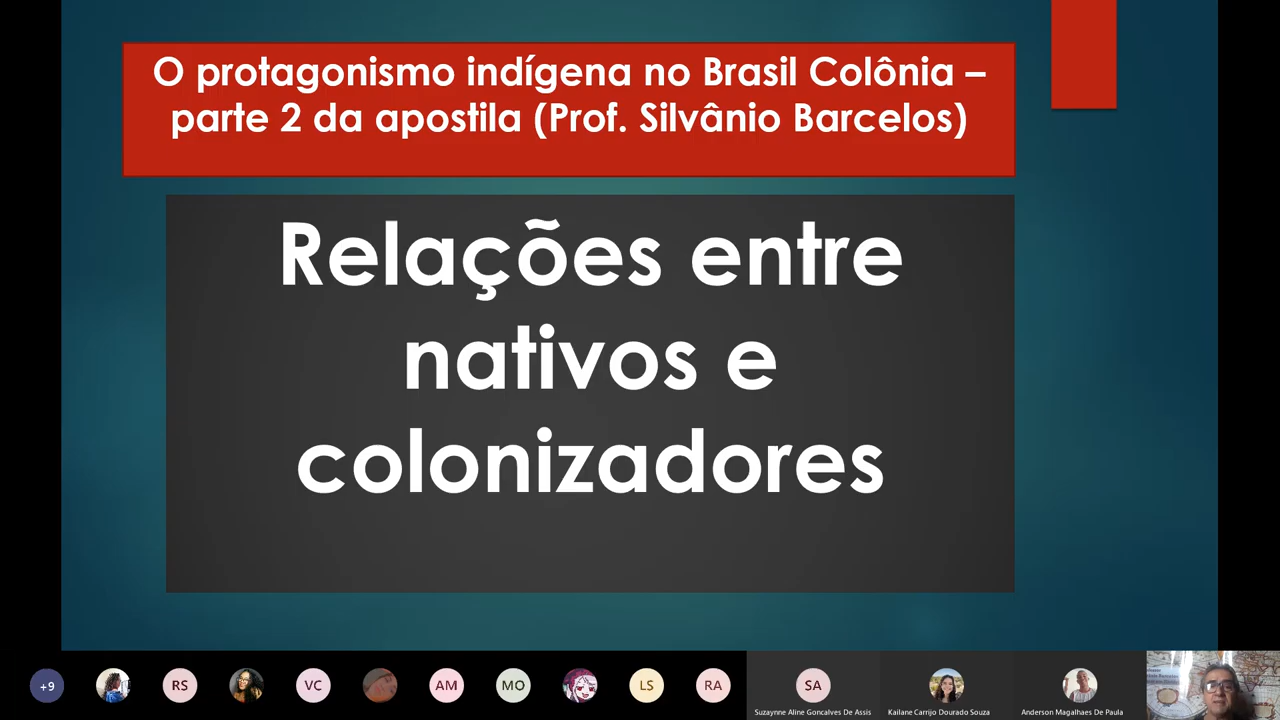 O protagonismo indígena no Brasil Colônia –
parte 2 da apostila (Prof. Silvânio Barcelos)
Relações entre
nativos e
colonizadores
+9
RS
VC
AM
MO
LS
RA
SA
Suzaynne Aline Goncalves De Assis
Kailane Carrijo Dourado Souza
Anderson Magalhaes De Paula